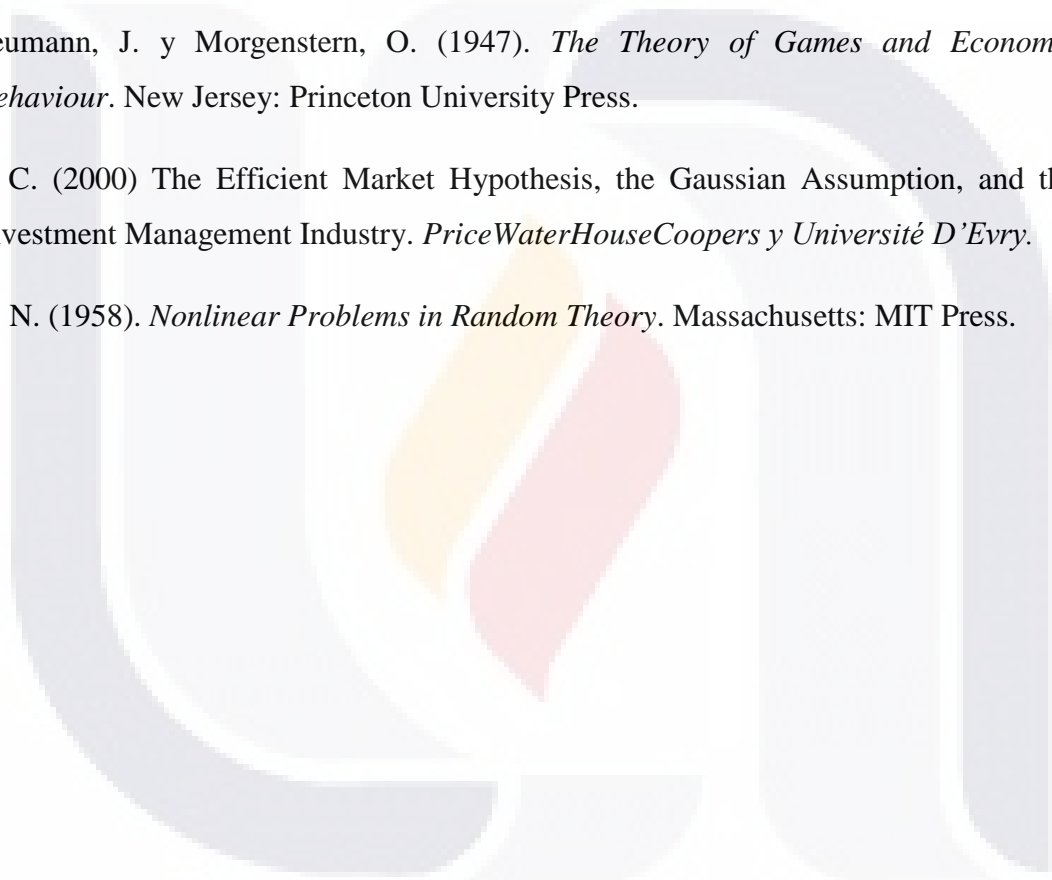 eumann, J. y Morgenstern, O. (1947). The Theory of Games and Econom
ehaviour. New Jersey: Princeton University Press.
C. (2000) The Efficient Market Hypothesis, the Gaussian Assumption, and th
nvestment Management Industry. PriceWaterHouseCoopers y Université D’Evry.
N. (1958). Nonlinear Problems in Random Theory. Massachusetts: MIT Press.